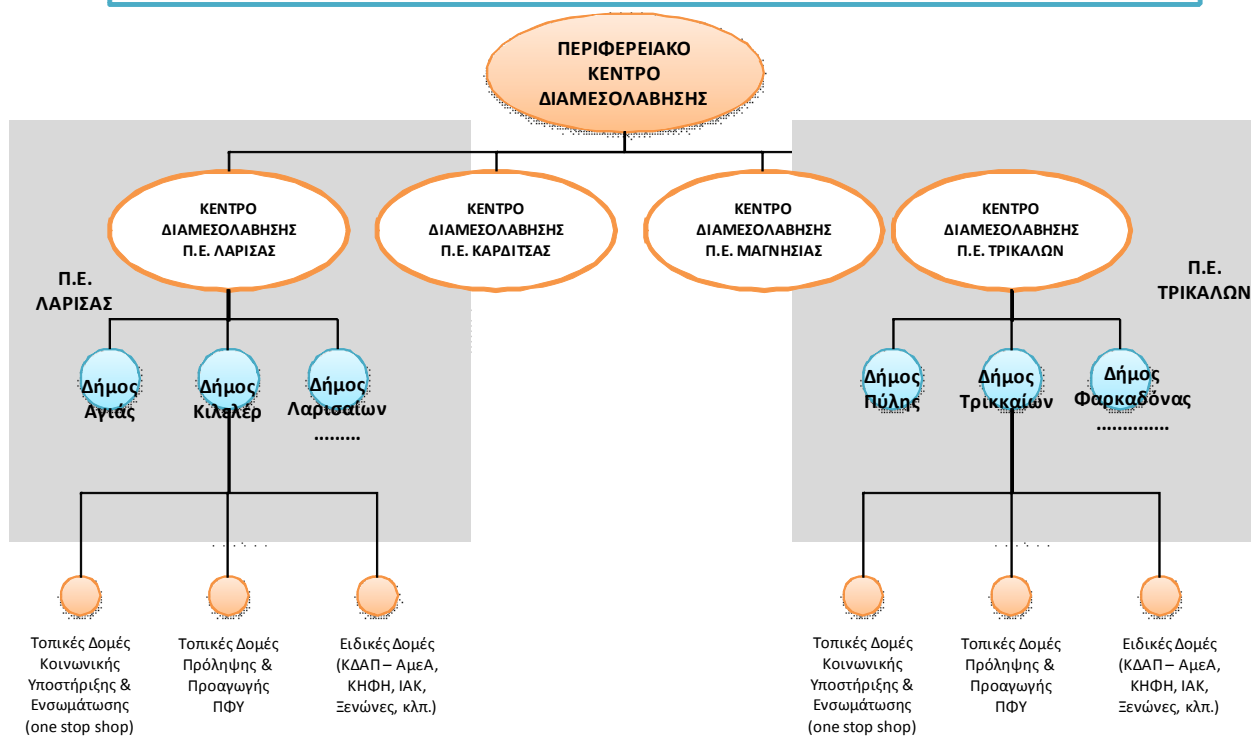 ΠΕΡΙΦΕΡΕΙΑΚΟ
ΚΕΝΤΡΟ
ΔΙΑΜΕΣΟΛΑΒΗΣΗΣ
ΚΕΝΤΡΟ
ΔΙΑΜΕΣΟΛΑΒΗΣΗΣ
Π.Ε. ΛΑΡΙΣΑΣ
ΚΕΝΤΡΟ
ΔΙΑΜΕΣΟΛΑΒΗΣΗΣ
Π.Ε. ΚΑΡΔΙΤΣΑΣ
ΚΕΝΤΡΟ
ΔΙΑΜΕΣΟΛΑΒΗΣΗΣ
Π.Ε. ΜΑΓΝΗΣΙΑΣ
ΚΕΝΤΡΟ
ΔΙΑΜΕΣΟΛΑΒΗΣΗΣ
Π.Ε. ΤΡΙΚΑΛΩΝ
Π.Ε.
ΛΑΡΙΣΑΣ
Π.Ε.
ΤΡΙΚΑΛΩΝ
Δήμος
Αγιάς
Δήμος
Κιλελέρ
Δήμος
Λαρισαίων
.........
Δήμος
Πύλης
Δήμος
Τρικκαίων
Δήμος
Φαρκαδόνας
..............
Τοπικές Δομές
Κοινωνικής
Υποστήριξης &
Ενσωμάτωσης
(one stop shop)
Τοπικές Δομές
Πρόληψης &
Προαγωγής
ΠΦΥ
Ειδικές Δομές
(ΚΔΑΠ – ΑμεΑ,
ΚΗΦΗ, ΙΑΚ,
Ξενώνες, κλπ.)
Τοπικές Δομές
Κοινωνικής
Υποστήριξης &
Ενσωμάτωσης
(one stop shop)
Τοπικές Δομές
Πρόληψης &
Προαγωγής
ΠΦΥ
Ειδικές Δομές
(ΚΔΑΠ – ΑμεΑ,
ΚΗΦΗ, ΙΑΚ,
Ξενώνες, κλπ.)